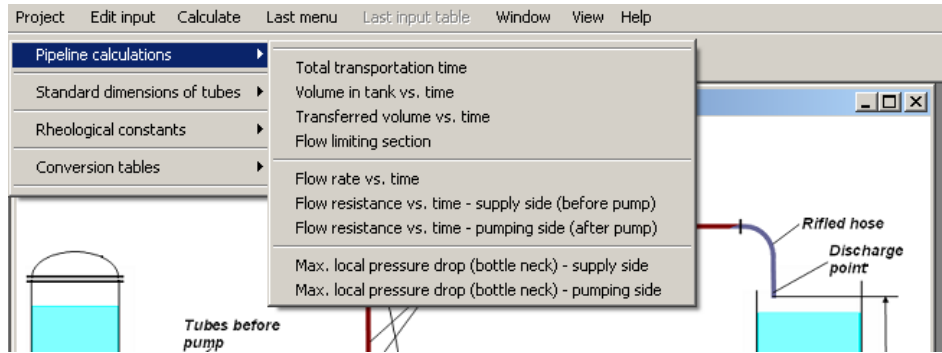 Project Edit input Calculate Last menu Last input table Window View Help
Pipeline calculations
Standard dimensions of tubes
Rheological constants
Conversion tables
Total transportation time
Volume in tank vs. time
Transferred volume vs. time
Flow limiting section
Flow rate vs. time
Flow resistance vs. time - supply side (before pump)
Flow resistance vs. time - pumping side (after pump)
Max. local pressure drop (bottle neck) - supply side
Max. local pressure drop (bottle neck) - pumping side
Rifled hose
Discharge
point
Tubes before
pump